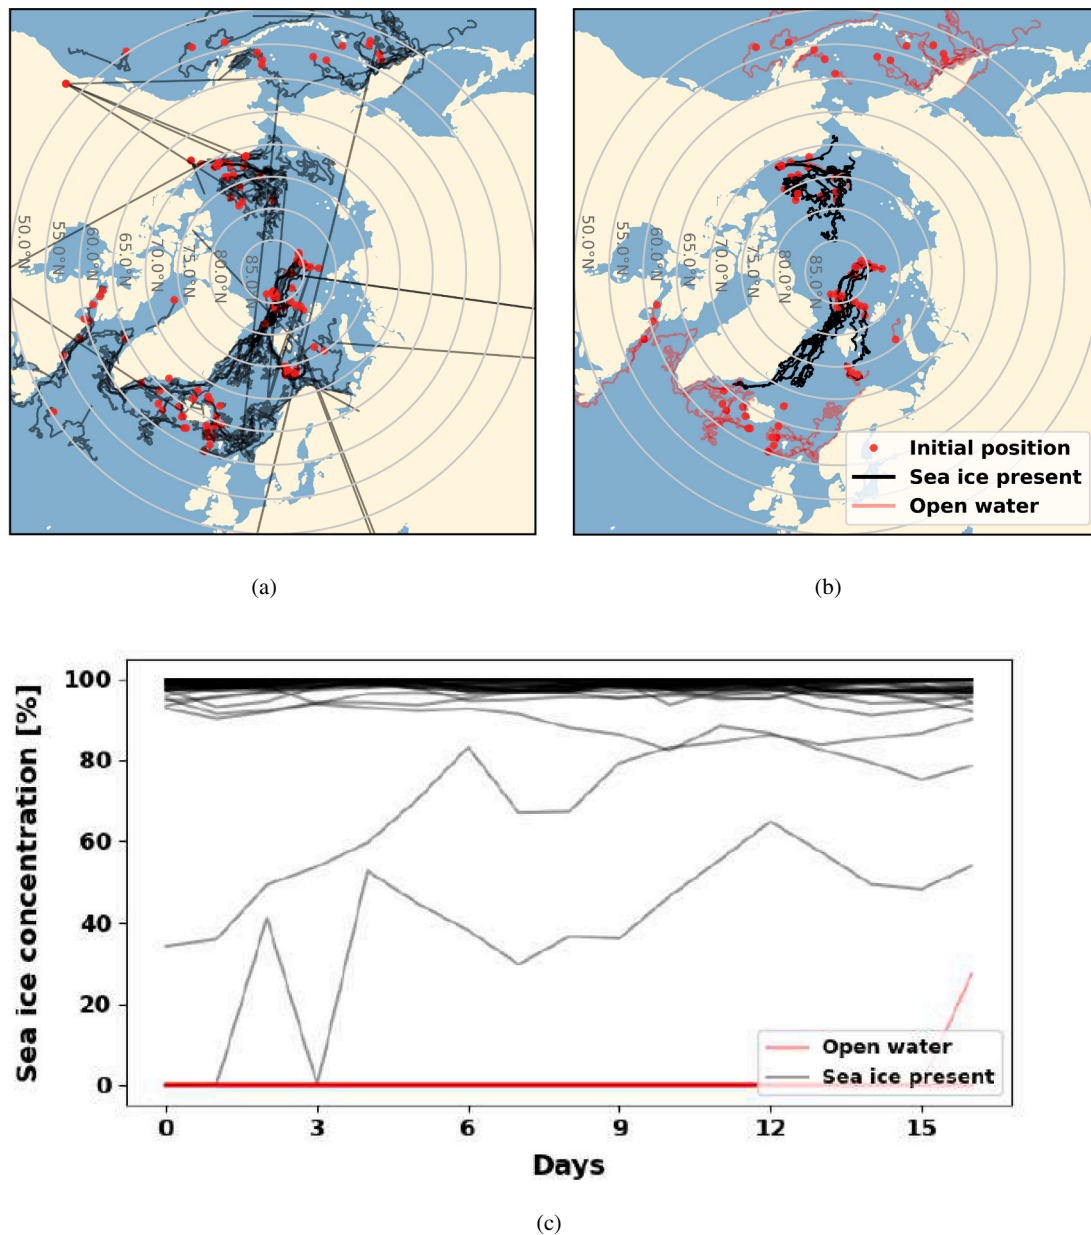 50.0°N
55.0°N
60.0°N
65.0°N
70.0°N
75.0°N
80.0°N
85.0°N
50.0°N
55.0°N
60.0°N
65.0°N
70.0°N
75.0°N
80.0°N
85.0°N
Initial position
Sea ice present
Open water
(a)
(b)
Sea ice concentration [%]
100
80
60
40
20
0
Open water
Sea ice present
0 3 6 9 12 15
Days
(c)